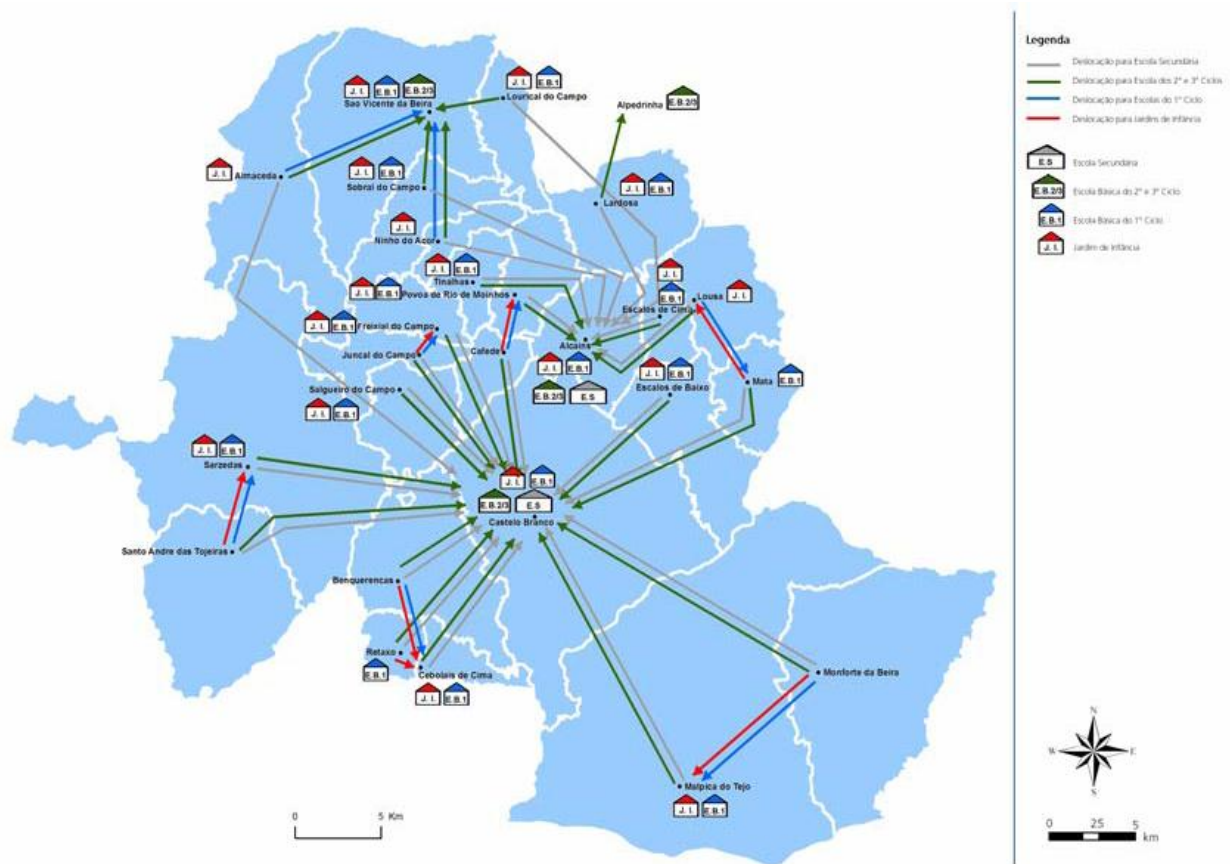 Legenda
Deslocação para Escola Secundária
Deslocação para Escola dos 2º e 3º Ciclos
Deslocação para Escolas do 1º Ciclo
Deslocação para Jardins de Infância
E.S Escola Secundária
E.B.2/3 Escola Básica do 2º e 3º Ciclo
E.B.1 Escola Básica do 1º Ciclo
J. I. Jardim de Infância
J. I. E.B.1 E.B.2/3
Sao Vicente da Beira
J. I. E.B.1
Lourical do Campo
Alpedrinha E.B.2/3
J. I. Almaceda
J. I. E.B.1
Sobral do Campo
J. I. E.B.1
Lardosa
J. I.
Ninho do Acor
J. I. E.B.1
Tinalhas
J. I. E.B.1 Povoa de Rio de Moinhos
J. I.
E.B.1
Escalos de Cima
Lousa J. I.
J. I. E.B.1 Freixial do Campo
Juncal do Campo
Cafede
Alcains
J. I. E.B.1
E.B.2/3 E.S
J. I. E.B.1
Escalos de Baixo
Mata E.B.1
Salgueiro do Campo
J. I. E.B.1
J. I. E.B.1
Sarzedas
J. I. E.B.1
E.B.2/3 E.S
Castelo Branco
Santo Andre das Tojeiras
Benquerencas
Retaxo
E.B.1
Cebolais de Cima
J. I. E.B.1
Monforte da Beira
Malpica do Tejo
J. I. E.B.1
0 5 Km
N
W E
S
0 25 5
km